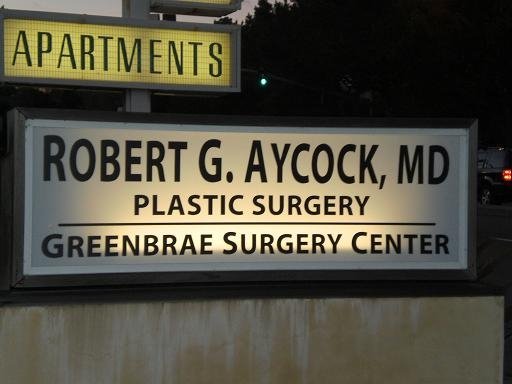 APARTMENTS
ROBERT G. AYCOCK, MD
PLASTIC SURGERY
GREENBRAE SURGERY CENTER